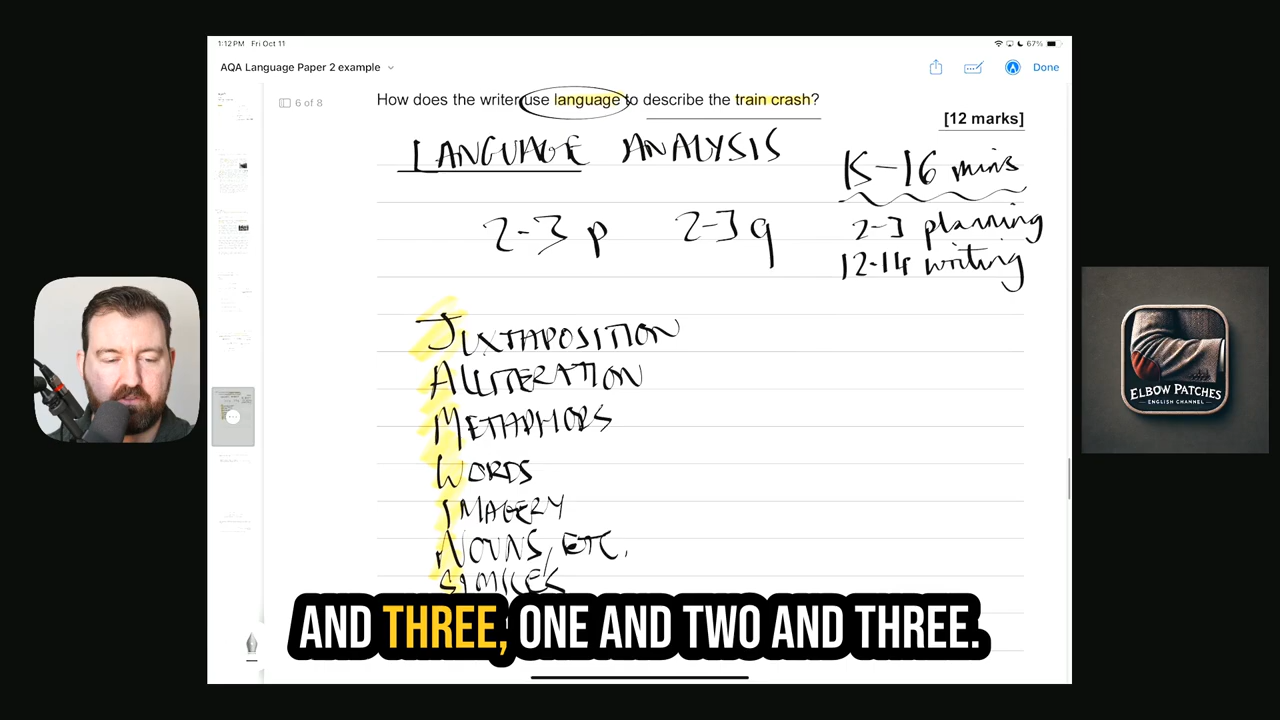 1:12 PM Fri Oct 11
67%
AQA Language Paper 2 example
Done
6 of 8
How does the writer use language to describe the train crash?
[12 marks]
LANGUAGE ANALYSIS
15-16 mins
2-3 p 2-3 q
2-3 planning
12-14 writing
JUXTAPOSITION
ALLITERATION
METAPHORS
WORDS
IMAGERY
NOUNS, ETC.
SIMILES
ELBOW PATCHES
ENGLISH CHANNEL
AND THREE, ONE AND TWO AND THREE.